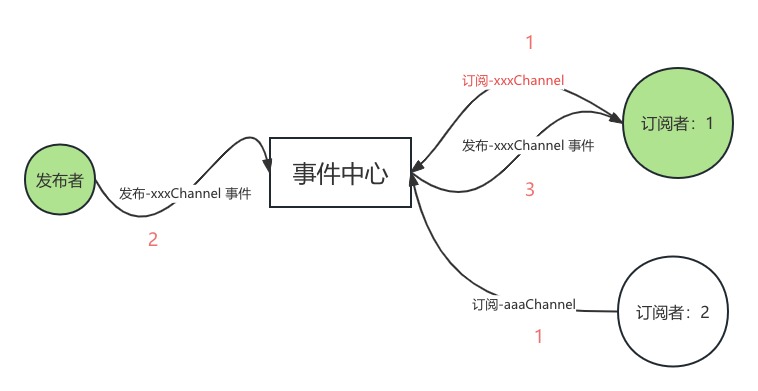 1
订阅-xxxChannel
订阅者：1
发布-xxxChannel 事件
事件中心
发布者
发布-xxxChannel 事件
3
2
订阅-aaaChannel
订阅者：2
1